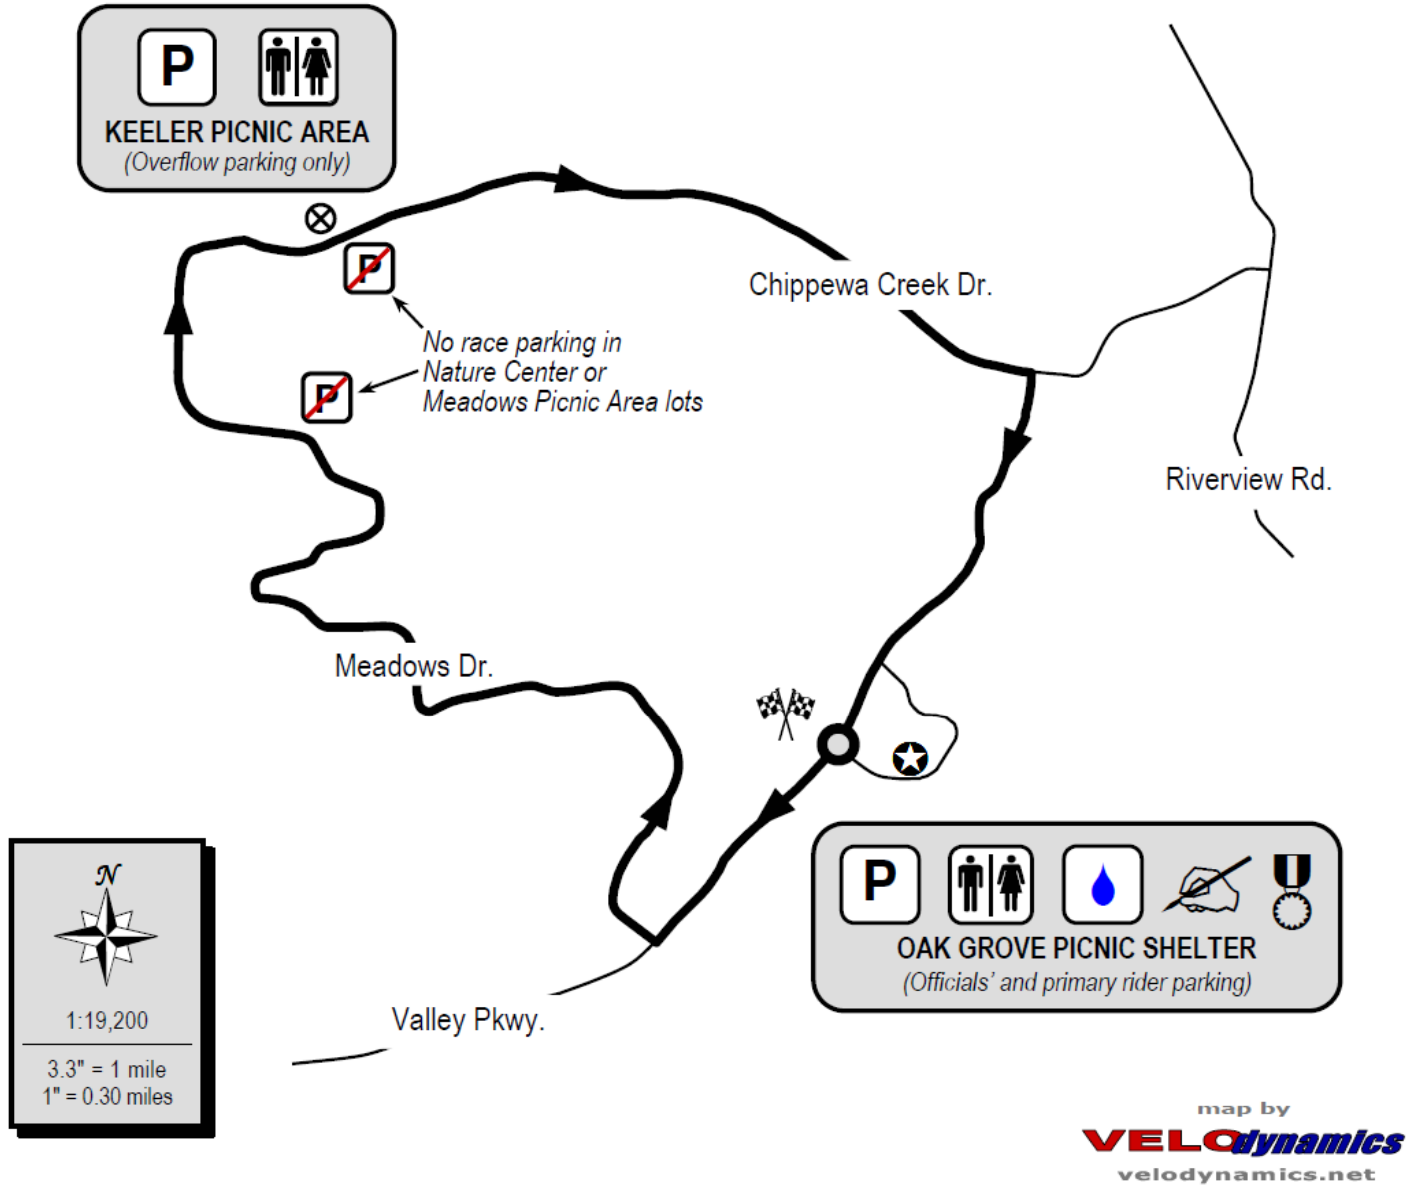 P
KEELER PICNIC AREA
(Overflow parking only)
P
Chippewa Creek Dr.
No race parking in
Nature Center or
Meadows Picnic Area lots
P
Riverview Rd.
Meadows Dr.
P
OAK GROVE PICNIC SHELTER
(Officials' and primary rider parking)
N
1:19,200
3.3" = 1 mile
1" = 0.30 miles
Valley Pkwy.
map by
VELOdynamics
velodynamics.net